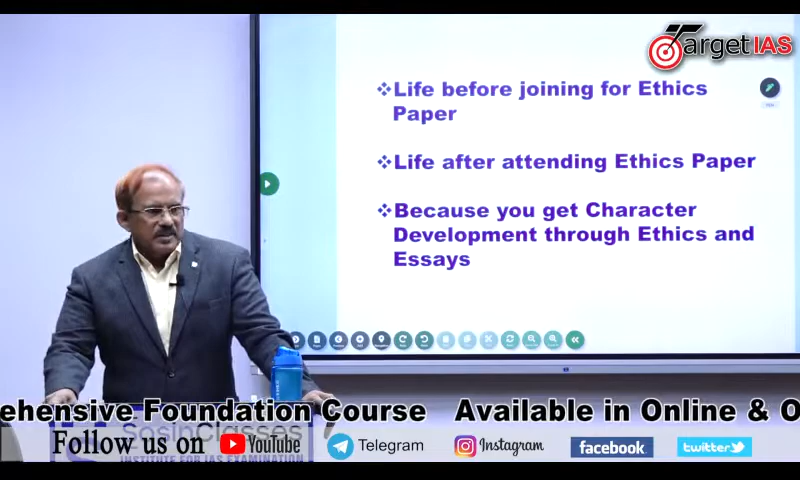 Target IAS
❖Life before joining for Ethics
Paper
❖Life after attending Ethics Paper
❖Because you get Character
Development through Ethics and
Essays
ehensive Foundation Course Available in Online & O
SosinClasses
INSTITUTE FOR IAS EXAMINATION
Follow us on YouTube Telegram Instagram facebook twitter